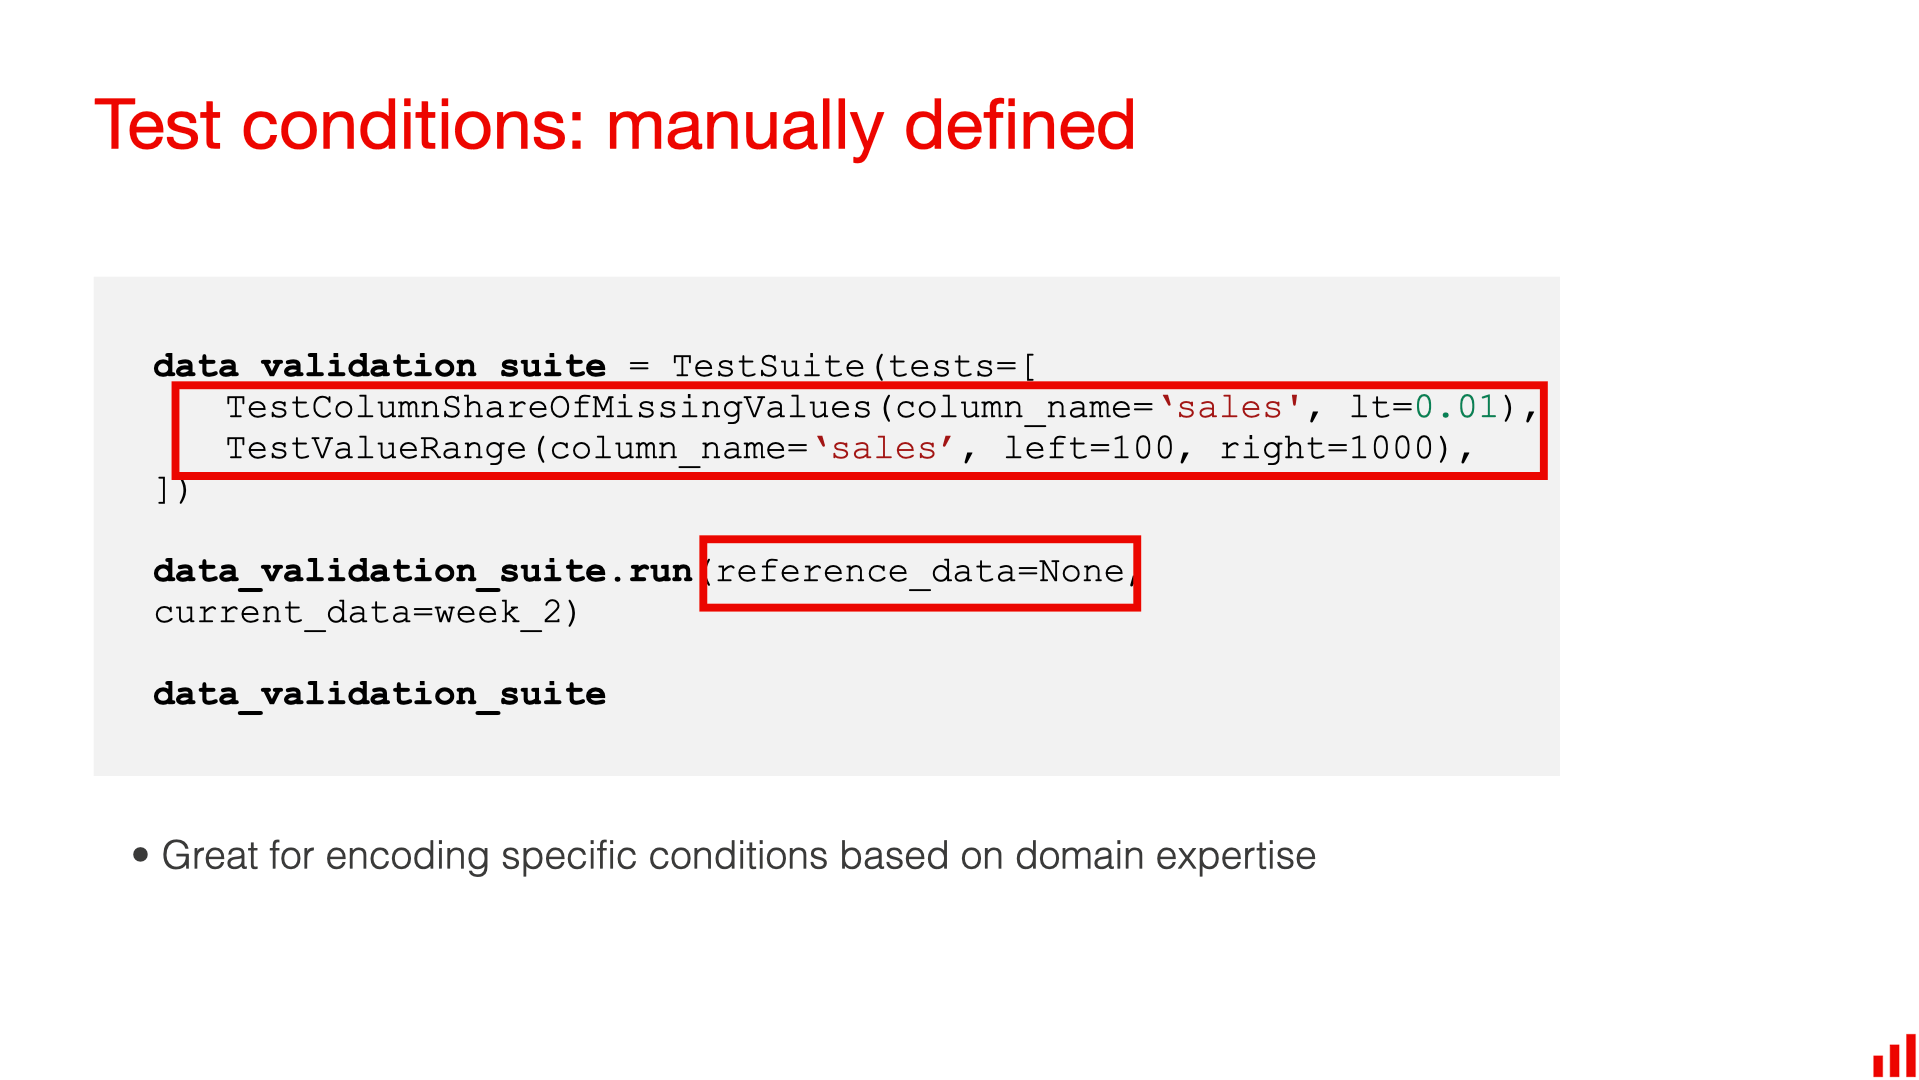 Test conditions: manually defined
data_validation_suite = TestSuite(tests=[
TestColumnShareOfMissingValues(column_name=‘sales', lt=0.01),
TestValueRange(column_name=‘sales’, left=100, right=1000),
])
data_validation_suite.run(reference_data=None,
current_data=week_2)
data_validation_suite
• Great for encoding specific conditions based on domain expertise